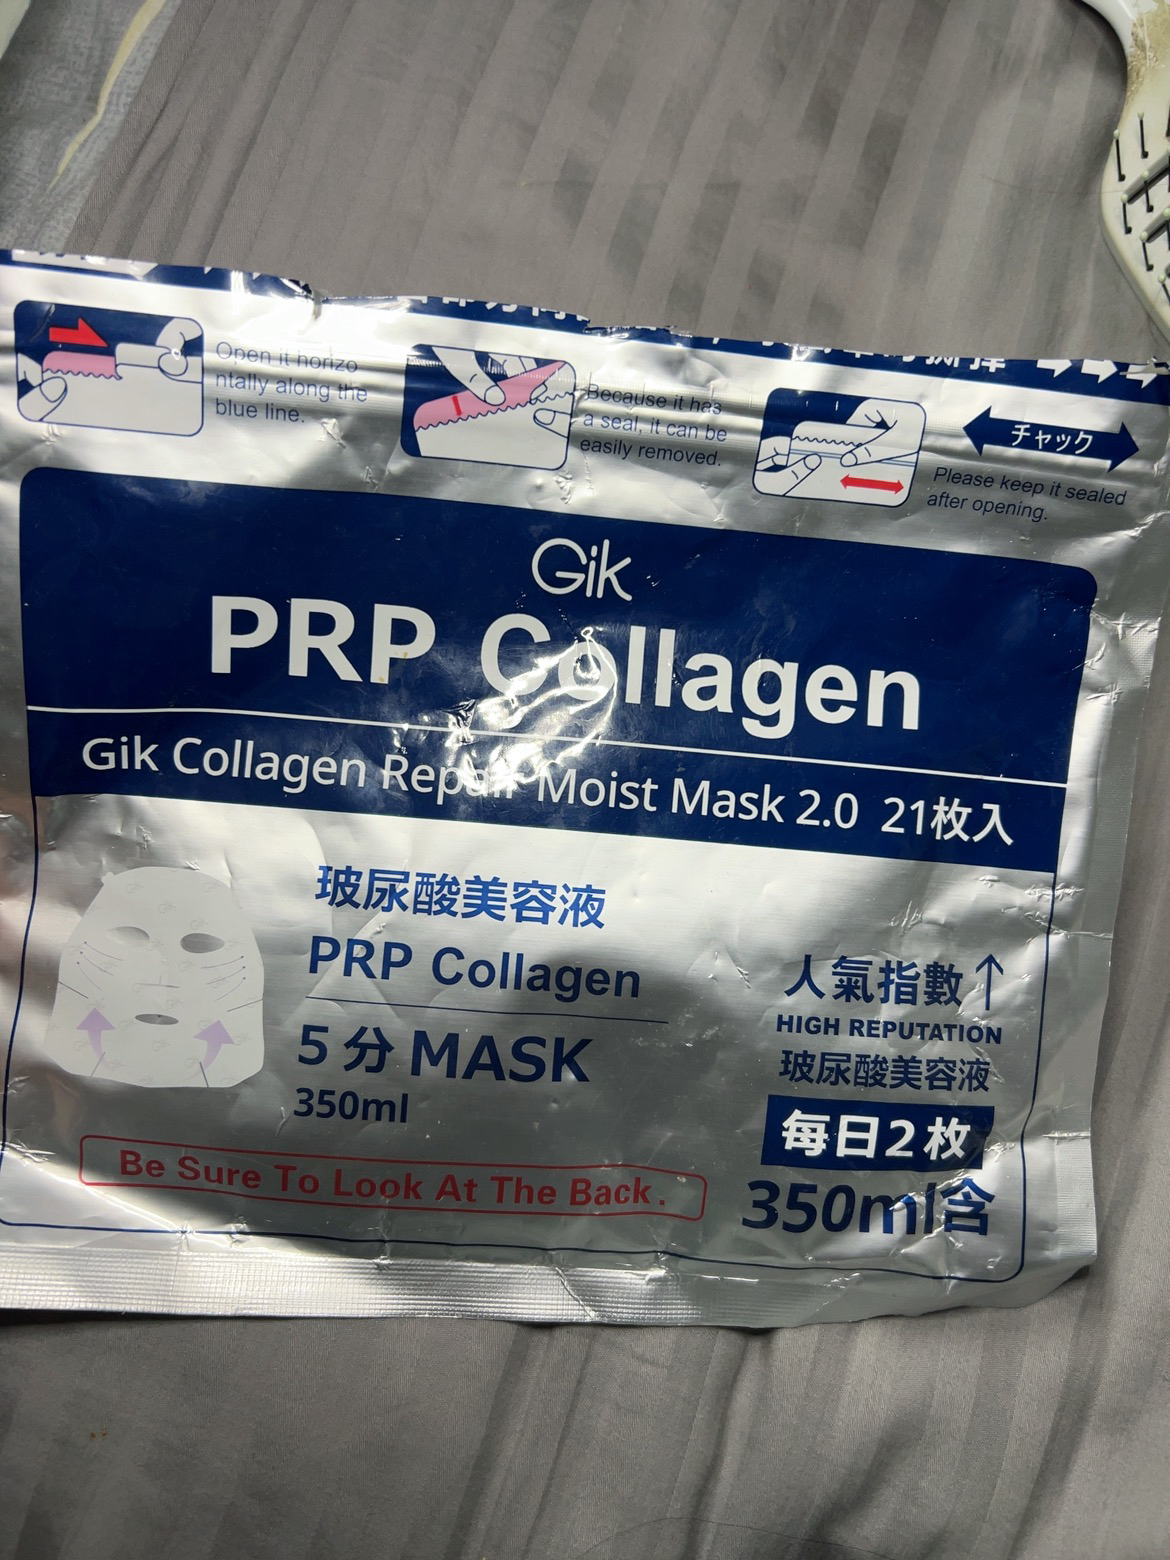 Open it horizo
ntally along the
blue line.
Because it has
a seal, it can be
easily removed.
チャック
Please keep it sealed
after opening.
Gik
PRP Collagen
Gik Collagen Repair Moist Mask 2.0 21枚入
玻尿酸美容液
PRP Collagen
5分 MASK
350ml
Be Sure To Look At The Back.
人氣指數↑
HIGH REPUTATION
玻尿酸美容液
每日2枚
350ml含